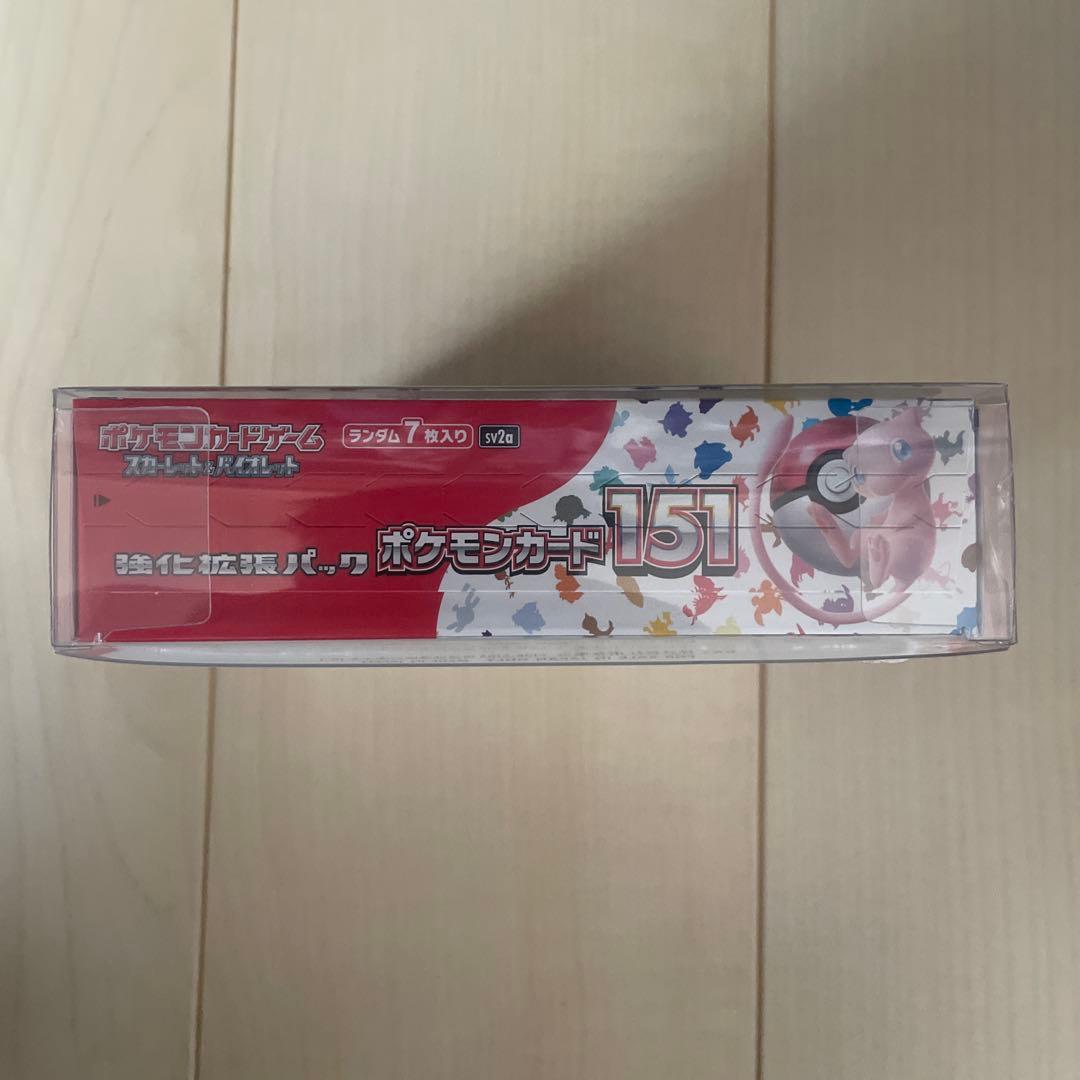 ポケモンカードゲーム
スカーレット&バイオレット
ランダム7枚入り
sv2a
強化拡張パック
ポケモンカード151